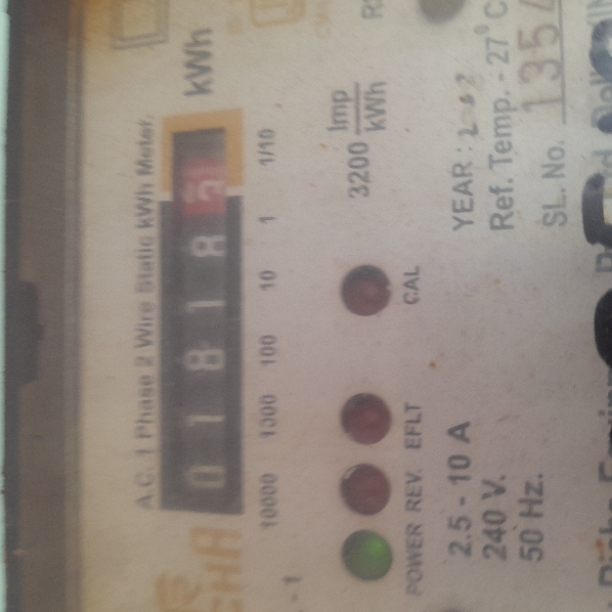 A.C. 1 Phase 2 Wire Static kWh Meter.
0 1 8 1 8 5 kWh
10000 1000 100 10 1 1/10
3200 Imp/kWh
POWER REV. EFLT CAL
2.5 - 10 A
240 V.
50 Hz.
YEAR :
Ref. Temp. - 27° C
SL. No. 1354